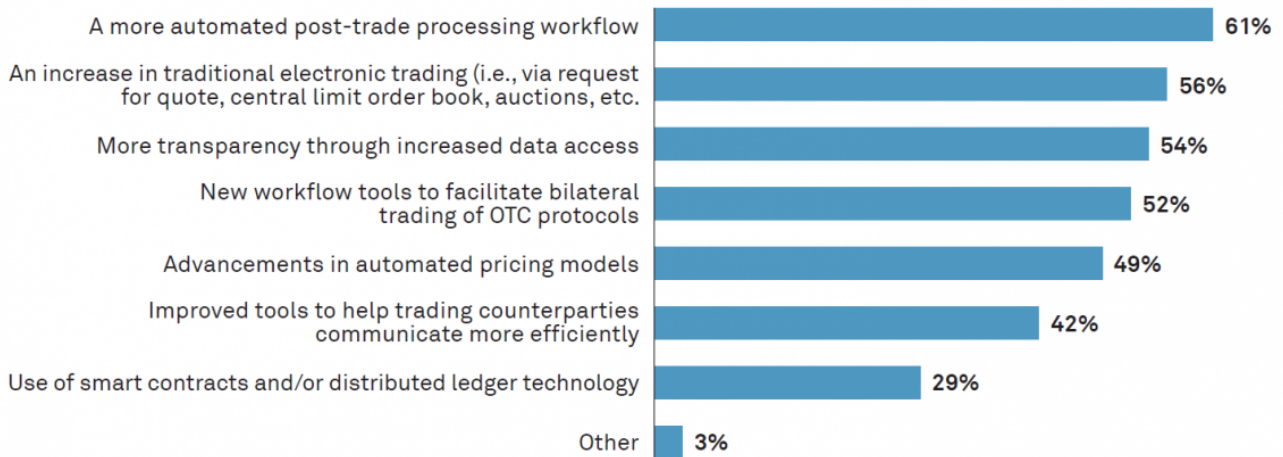 A more automated post-trade processing workflow 61%
An increase in traditional electronic trading (i.e., via request
for quote, central limit order book, auctions, etc. 56%
More transparency through increased data access 54%
New workflow tools to facilitate bilateral
trading of OTC protocols 52%
Advancements in automated pricing models 49%
Improved tools to help trading counterparties
communicate more efficiently 42%
Use of smart contracts and/or distributed ledger technology 29%
Other 3%